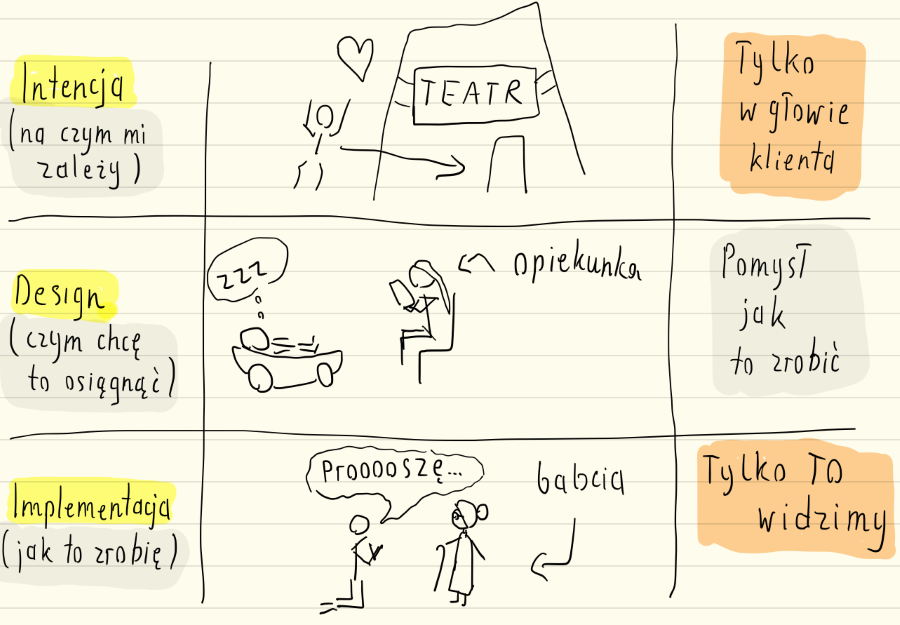 Intencja
(na czym mi
zależy)
TEATR
Tylko
w głowie
klienta
Design
(czym chcę
to osiągnąć)
zzz
opiekunka
Pomysł
jak
to zrobić
Implementacja
(jak to zrobię)
Prooooszę...
babcia
Tylko TO
widzimy